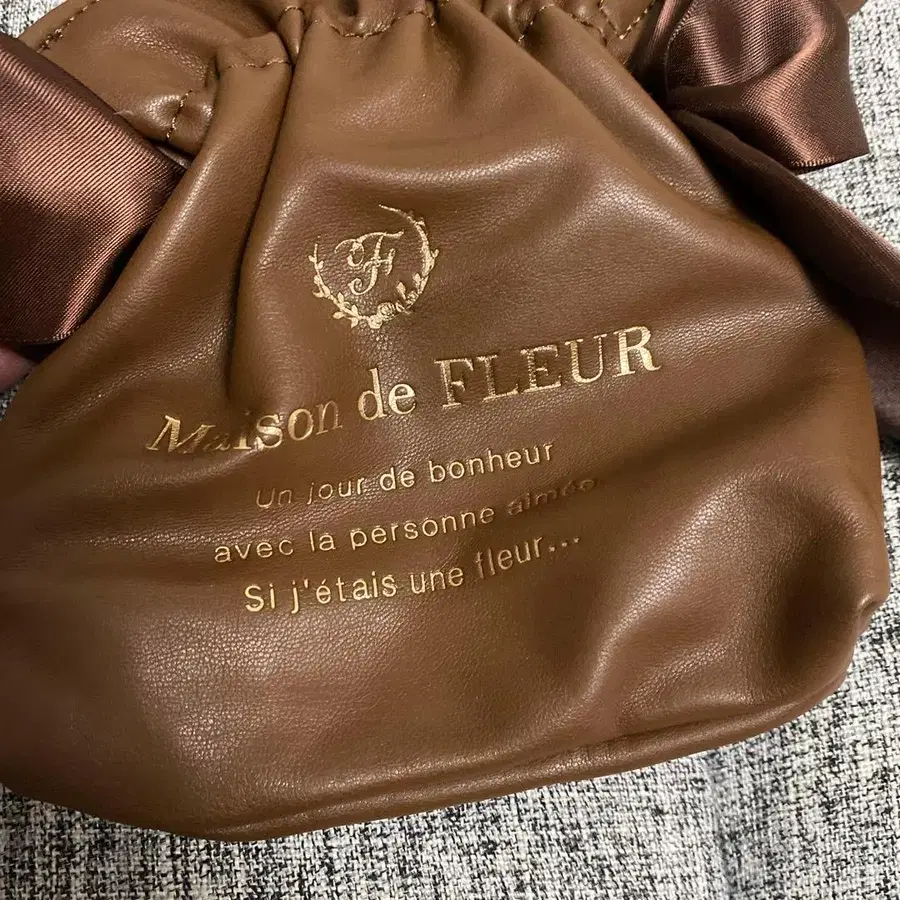 F
Maison de FLEUR
Un jour de bonheur
avec la personne aimée
Si j'étais une fleur...